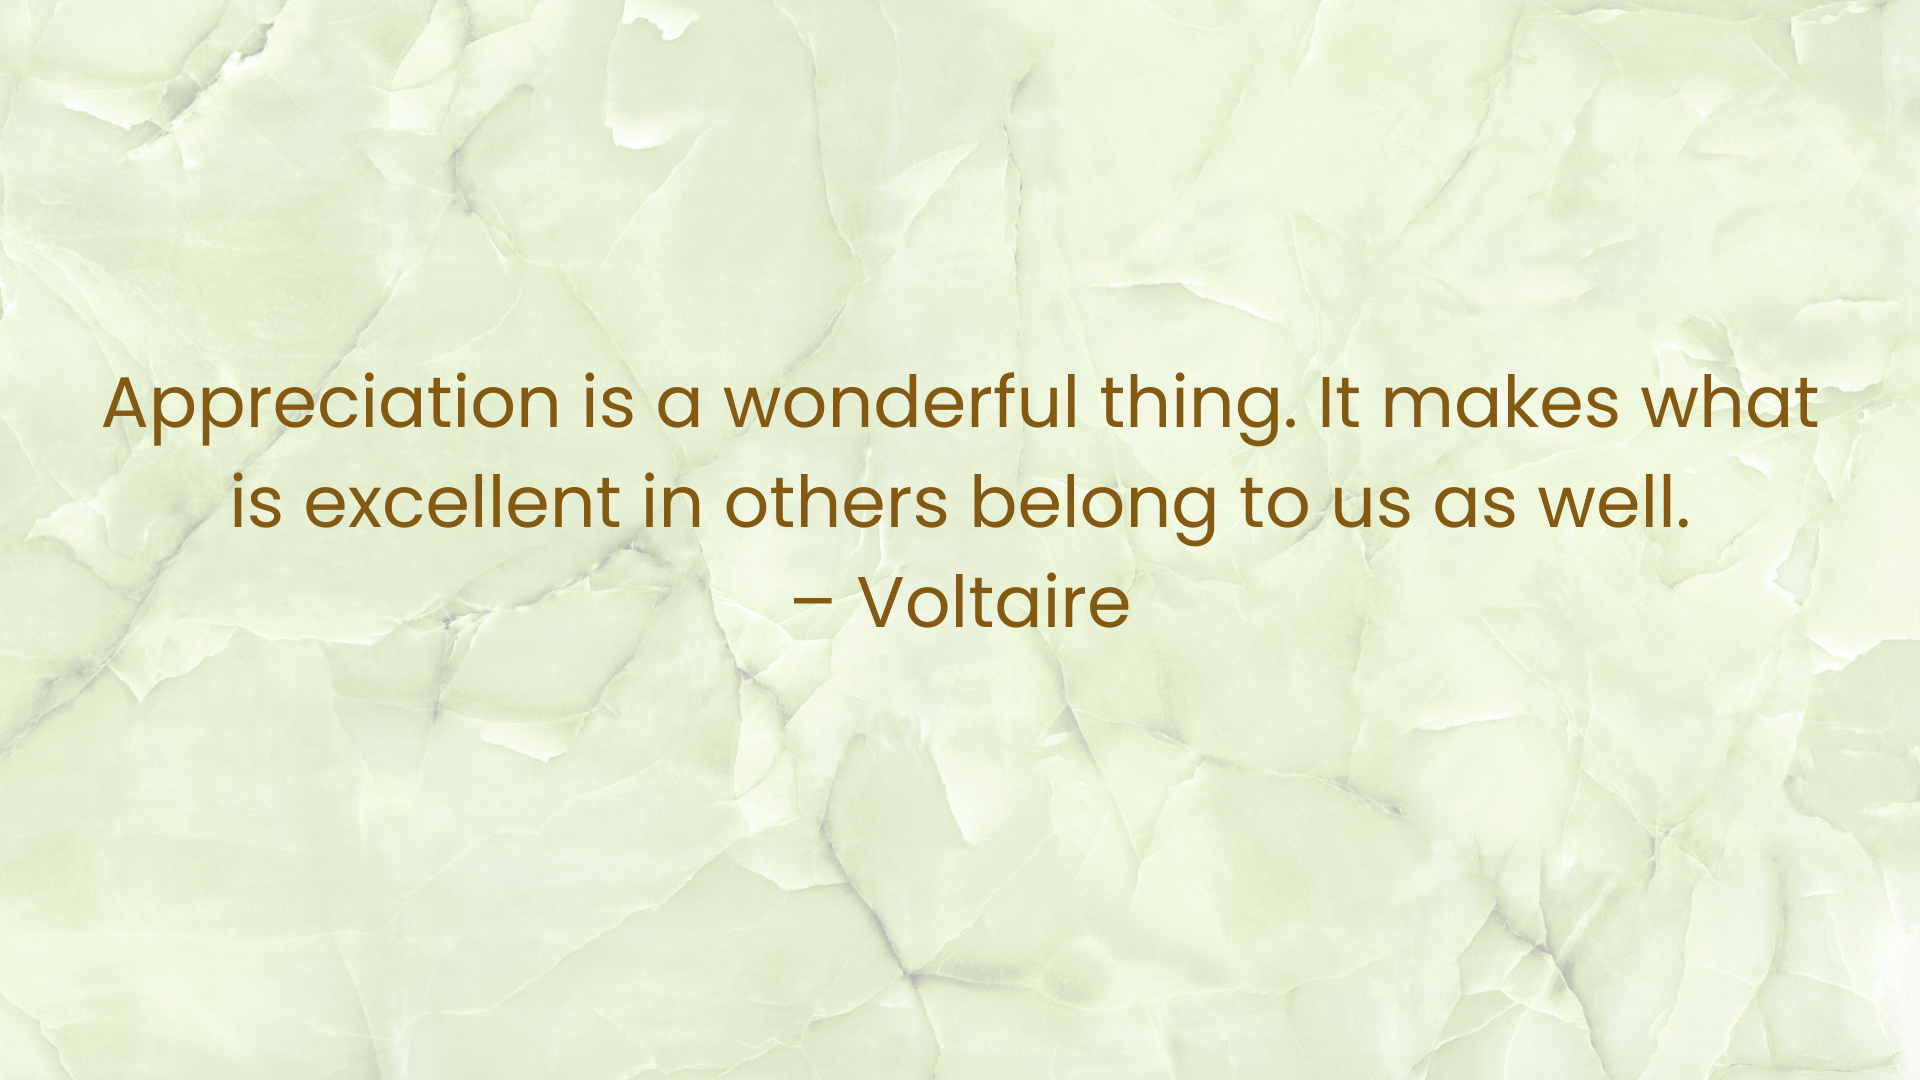 Appreciation is a wonderful thing. It makes what
is excellent in others belong to us as well.
– Voltaire